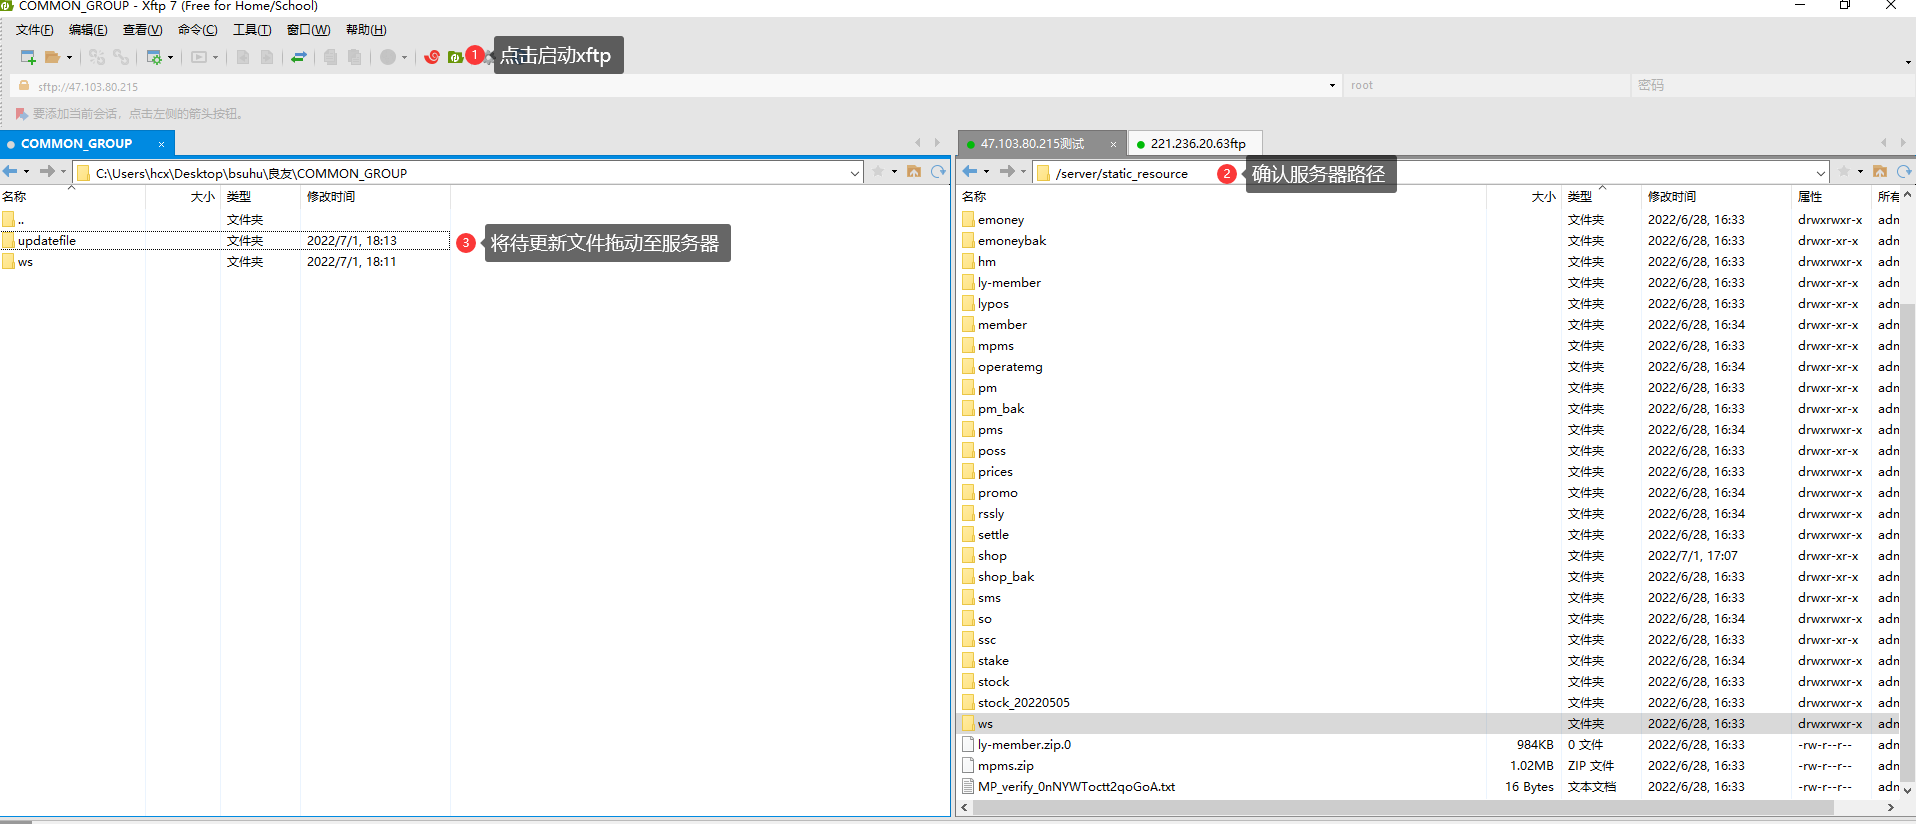 COMMON_GROUP - Xftp 7 (Free for Home/School)
文件(F) 编辑(E) 查看(V) 命令(C) 工具(T) 窗口(W) 帮助(H)
1 点击启动xftp
sftp://47.103.80.215 root 密码
要添加当前会话，点击左侧的箭头按钮。
COMMON_GROUP × 47.103.80.215测试 × 221.236.20.63ftp
C:\Users\hcx\Desktop\bsuhu\良友\COMMON_GROUP
/server/static_resource 2 确认服务器路径
名称 大小 类型 修改时间
.. 文件夹
updatefile 文件夹 2022/7/1, 18:13
3 将待更新文件拖动至服务器
ws 文件夹 2022/7/1, 18:11
名称 大小 类型 修改时间 属性 所有
emoney 文件夹 2022/6/28, 16:33 drwxrwxr-x adn
emoneybak 文件夹 2022/6/28, 16:33 drwxr-xr-x adn
hm 文件夹 2022/6/28, 16:33 drwxrwxr-x adn
ly-member 文件夹 2022/6/28, 16:33 drwxr-xr-x adn
lypos 文件夹 2022/6/28, 16:33 drwxrwxr-x adn
member 文件夹 2022/6/28, 16:34 drwxr-xr-x adn
mpms 文件夹 2022/6/28, 16:33 drwxr-xr-x adn
operatemg 文件夹 2022/6/28, 16:34 drwxr-xr-x adn
pm 文件夹 2022/6/28, 16:33 drwxr-xr-x adn
pm_bak 文件夹 2022/6/28, 16:33 drwxr-xr-x adn
pms 文件夹 2022/6/28, 16:34 drwxrwxr-x adn
poss 文件夹 2022/6/28, 16:33 drwxr-xr-x adn
prices 文件夹 2022/6/28, 16:33 drwxrwxr-x adn
promo 文件夹 2022/6/28, 16:34 drwxrwxr-x adn
rssly 文件夹 2022/6/28, 16:34 drwxrwxr-x adn
settle 文件夹 2022/6/28, 16:33 drwxrwxr-x adn
shop 文件夹 2022/7/1, 17:07 drwxr-xr-x adn
shop_bak 文件夹 2022/6/28, 16:34 drwxr-xr-x adn
sms 文件夹 2022/6/28, 16:33 drwxr-xr-x adn
so 文件夹 2022/6/28, 16:34 drwxrwxr-x adn
ssc 文件夹 2022/6/28, 16:33 drwxr-xr-x adn
stake 文件夹 2022/6/28, 16:34 drwxrwxr-x adn
stock 文件夹 2022/6/28, 16:33 drwxrwxr-x adn
stock_20220505 文件夹 2022/6/28, 16:33 drwxrwxr-x adn
ws 文件夹 2022/6/28, 16:33 drwxrwxr-x adn
ly-member.zip.0 984KB 0 文件 2022/6/28, 16:33 -rw-r--r-- adn
mpms.zip 1.02MB ZIP 文件 2022/6/28, 16:33 -rw-r--r-- adn
MP_verify_0nNYWToctt2qoGoA.txt 16 Bytes 文本文档 2022/6/28, 16:33 -rw-r--r-- adn